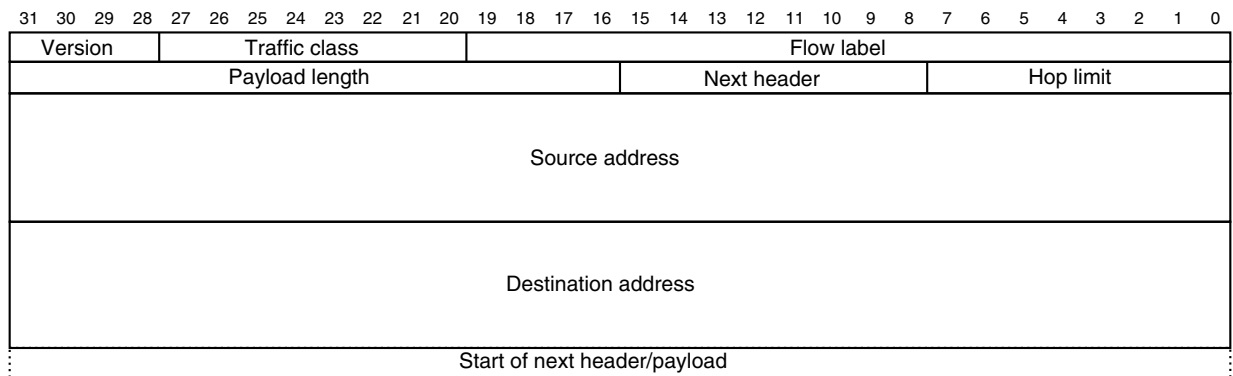 31 30 29 28 27 26 25 24 23 22 21 20 19 18 17 16 15 14 13 12 11 10 9 8 7 6 5 4 3 2 1 0
Version Traffic class Flow label
Payload length Next header Hop limit
Source address
Destination address
Start of next header/payload